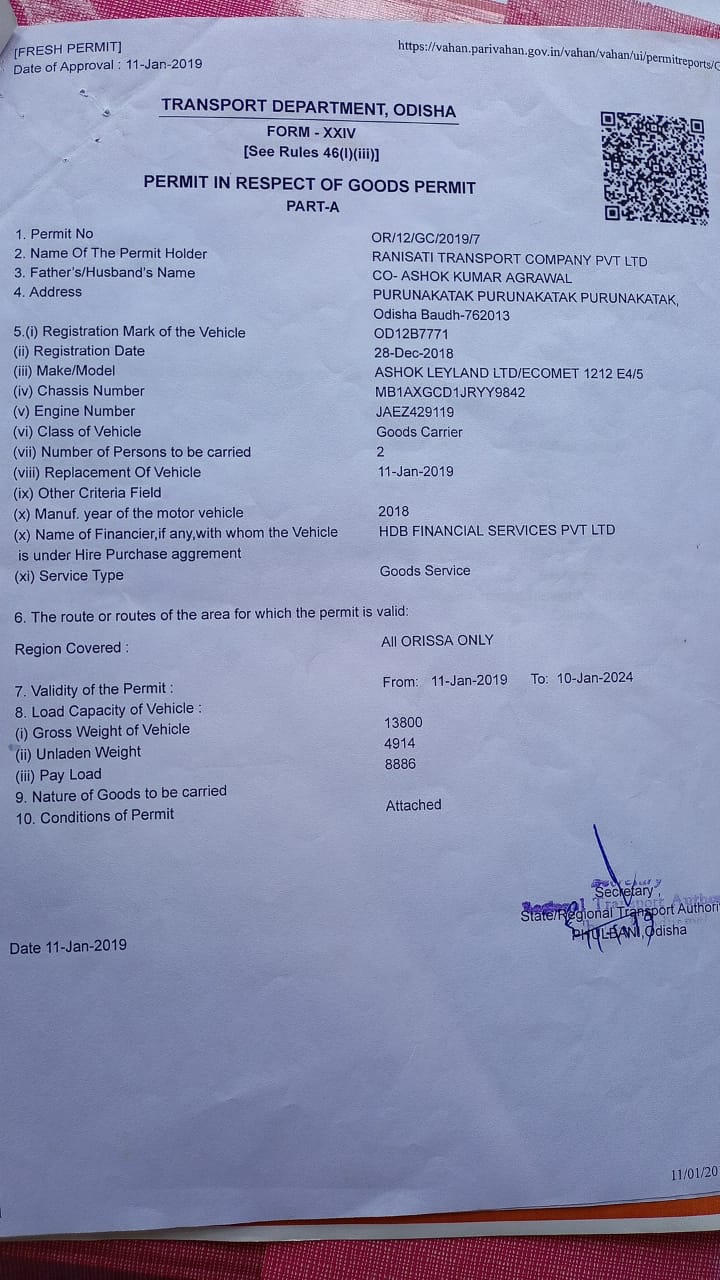 [FRESH PERMIT]
Date of Approval : 11-Jan-2019
https://vahan.parivahan.gov.in/vahan/vahan/ui/permitreports/
TRANSPORT DEPARTMENT, ODISHA
FORM - XXIV
[See Rules 46(I)(iii)]
PERMIT IN RESPECT OF GOODS PERMIT
PART-A
1. Permit No OR/12/GC/2019/7
2. Name Of The Permit Holder RANISATI TRANSPORT COMPANY PVT LTD
3. Father's/Husband's Name CO- ASHOK KUMAR AGRAWAL
4. Address PURUNAKATAK PURUNAKATAK PURUNAKATAK,
Odisha Baudh-762013
5.(i) Registration Mark of the Vehicle OD12B7771
(ii) Registration Date 28-Dec-2018
(iii) Make/Model ASHOK LEYLAND LTD/ECOMET 1212 E4/5
(iv) Chassis Number MB1AXGCD1JRYY9842
(v) Engine Number JAEZ429119
(vi) Class of Vehicle Goods Carrier
(vii) Number of Persons to be carried 2
(viii) Replacement Of Vehicle 11-Jan-2019
(ix) Other Criteria Field
(x) Manuf. year of the motor vehicle 2018
(x) Name of Financier,if any,with whom the Vehicle HDB FINANCIAL SERVICES PVT LTD
is under Hire Purchase aggrement
(xi) Service Type Goods Service
6. The route or routes of the area for which the permit is valid:
Region Covered : All ORISSA ONLY
7. Validity of the Permit : From: 11-Jan-2019 To: 10-Jan-2024
8. Load Capacity of Vehicle :
(i) Gross Weight of Vehicle 13800
(ii) Unladen Weight 4914
(iii) Pay Load 8886
9. Nature of Goods to be carried
10. Conditions of Permit Attached
Secretary
Secretary,
Regional Transport Autho
State/Regional Transport Authori
PHULBANI,Odisha
Date 11-Jan-2019
11/01/20